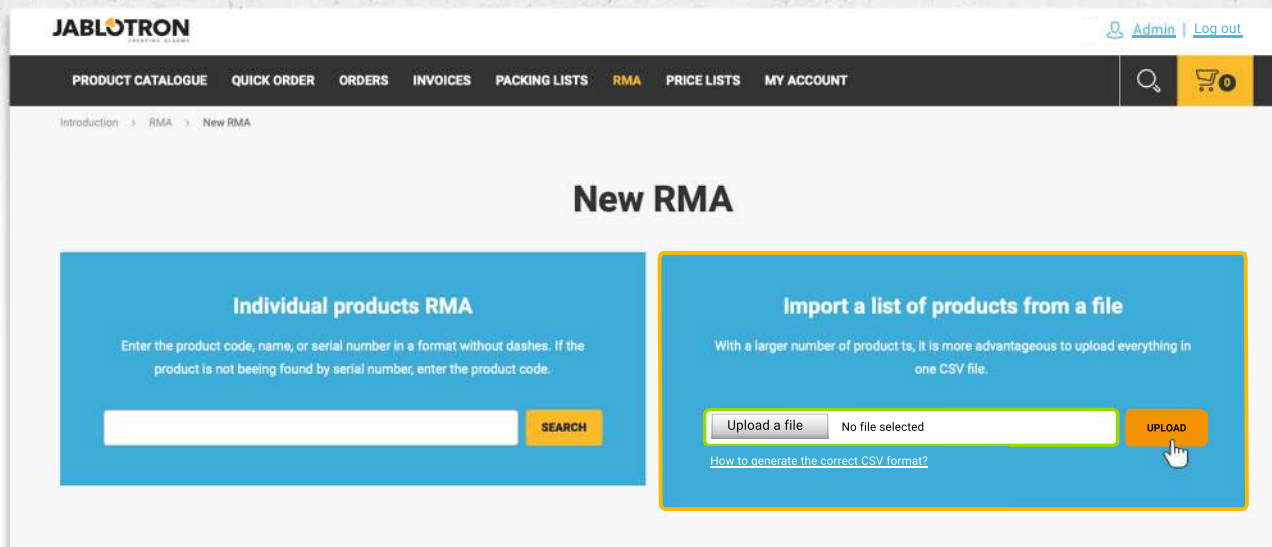 JABLOTRON
CREATING ALARMS
Admin | Log out
PRODUCT CATALOGUE QUICK ORDER ORDERS INVOICES PACKING LISTS RMA PRICE LISTS MY ACCOUNT
0
Introduction > RMA > New RMA
New RMA
Individual products RMA
Enter the product code, name, or serial number in a format without dashes. If the
product is not beeing found by serial number, enter the product code.
SEARCH
Import a list of products from a file
With a larger number of product ts, it is more advantageous to upload everything in
one CSV file.
Upload a file No file selected
UPLOAD
How to generate the correct CSV format?